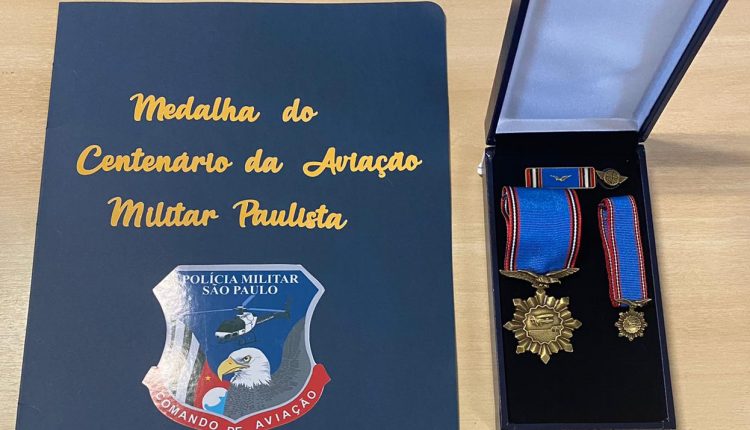 Medalha do
Centenário da Aviação
Militar Paulista
POLÍCIA MILITAR
SÃO PAULO
COMANDO DE AVIAÇÃO